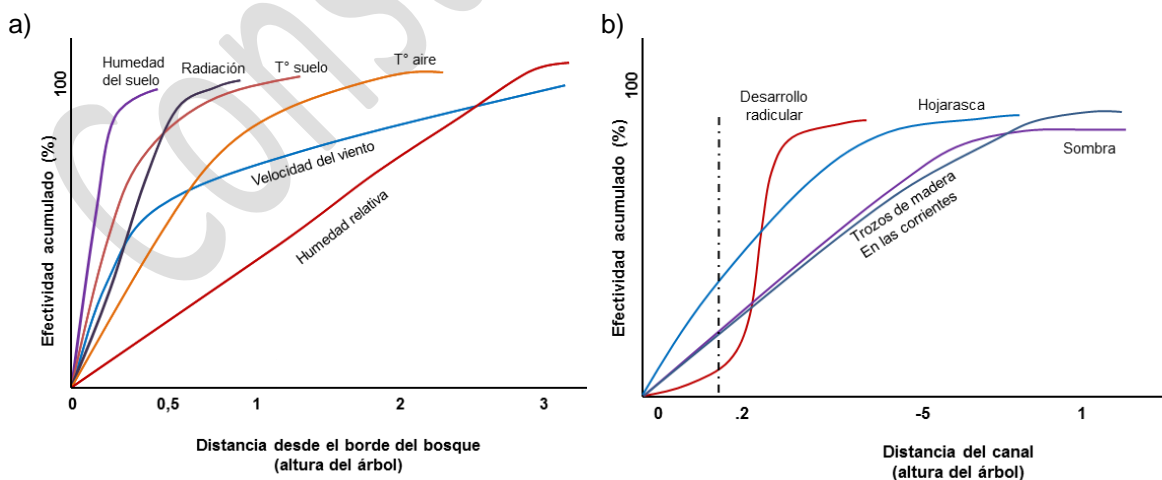 a)
Cons
100
Efectividad acumulado (%)
Humedad
del suelo
Radiación
T° suelo
T° aire
Velocidad del viento
Humedad relativa
0
0,5
1
2
3
Distancia desde el borde del bosque
(altura del árbol)
b)
100
Efectividad acumulado (%)
Desarrollo
radicular
Hojarasca
Sombra
Trozos de madera
En las corrientes
0
.2
-5
1
Distancia del canal
(altura del árbol)